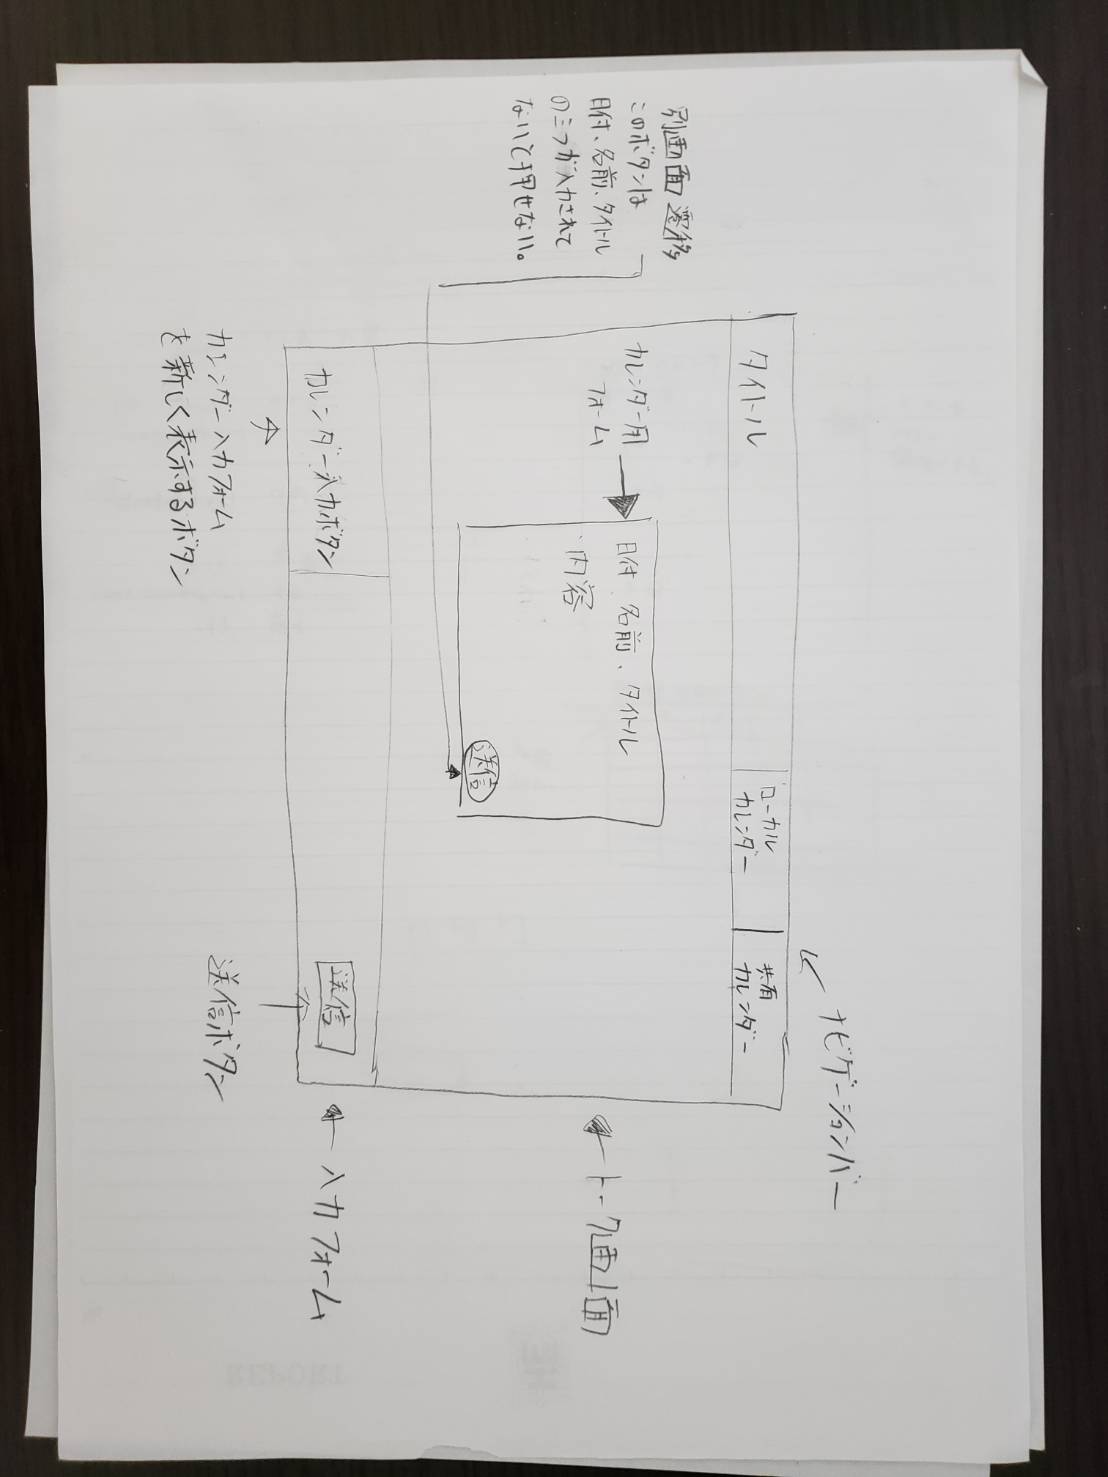 別画面遷移
このボタンは
日付、名前、タイトル
の三つが入力されて
ないと押せない。
ナビゲーションバー
タイトル
ローカル
カレンダー
共有
カレンダー
カレンダー用
フォーム
日付 名前、タイトル
、内容
送信
トーク画面
カレンダー入力ボタン
送信
入力フォーム
カレンダー入力フォーム
を新しく表示するボタン
送信ボタン